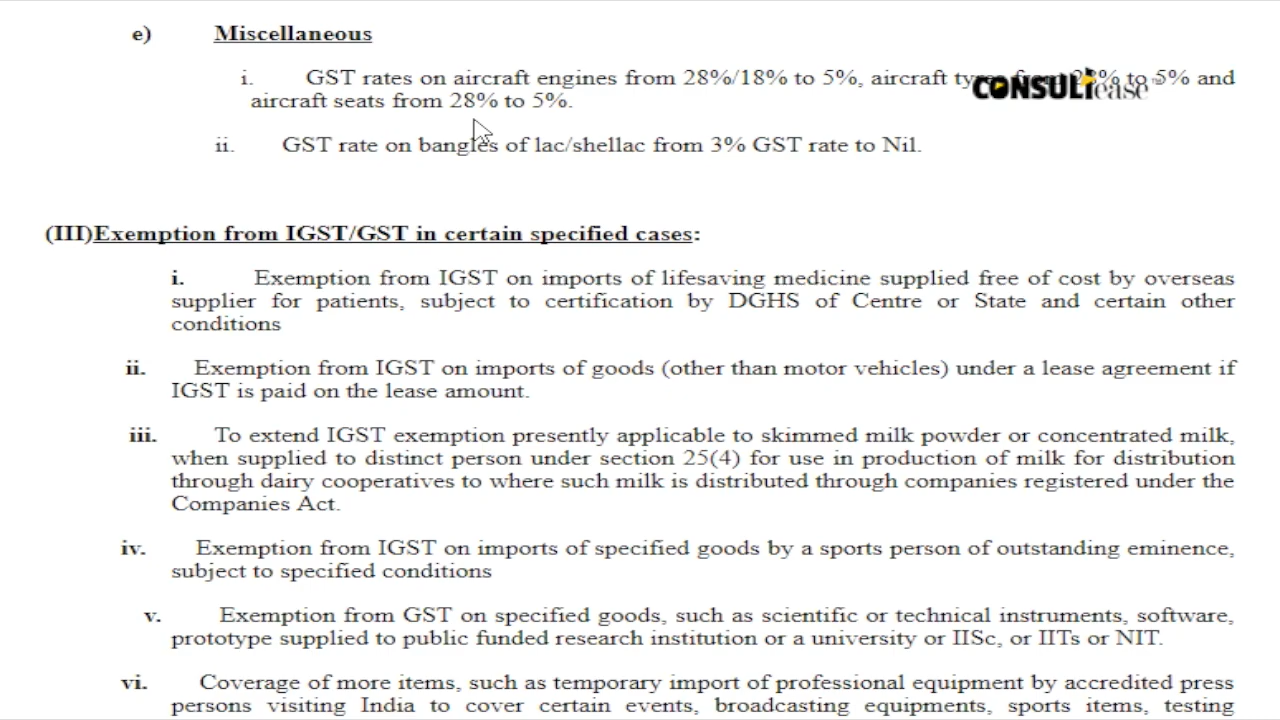 e) Miscellaneous
i. GST rates on aircraft engines from 28%/18% to 5%, aircraft tyres from 28% to 5% and
CONSULTease
aircraft seats from 28% to 5%.
ii. GST rate on bangles of lac/shellac from 3% GST rate to Nil.
(III)Exemption from IGST/GST in certain specified cases:
i. Exemption from IGST on imports of lifesaving medicine supplied free of cost by overseas
supplier for patients, subject to certification by DGHS of Centre or State and certain other
conditions
ii. Exemption from IGST on imports of goods (other than motor vehicles) under a lease agreement if
IGST is paid on the lease amount.
iii. To extend IGST exemption presently applicable to skimmed milk powder or concentrated milk,
when supplied to distinct person under section 25(4) for use in production of milk for distribution
through dairy cooperatives to where such milk is distributed through companies registered under the
Companies Act.
iv. Exemption from IGST on imports of specified goods by a sports person of outstanding eminence,
subject to specified conditions
v. Exemption from GST on specified goods, such as scientific or technical instruments, software,
prototype supplied to public funded research institution or a university or IISc, or IITs or NIT.
vi. Coverage of more items, such as temporary import of professional equipment by accredited press
persons visiting India to cover certain events, broadcasting equipments, sports items, testing